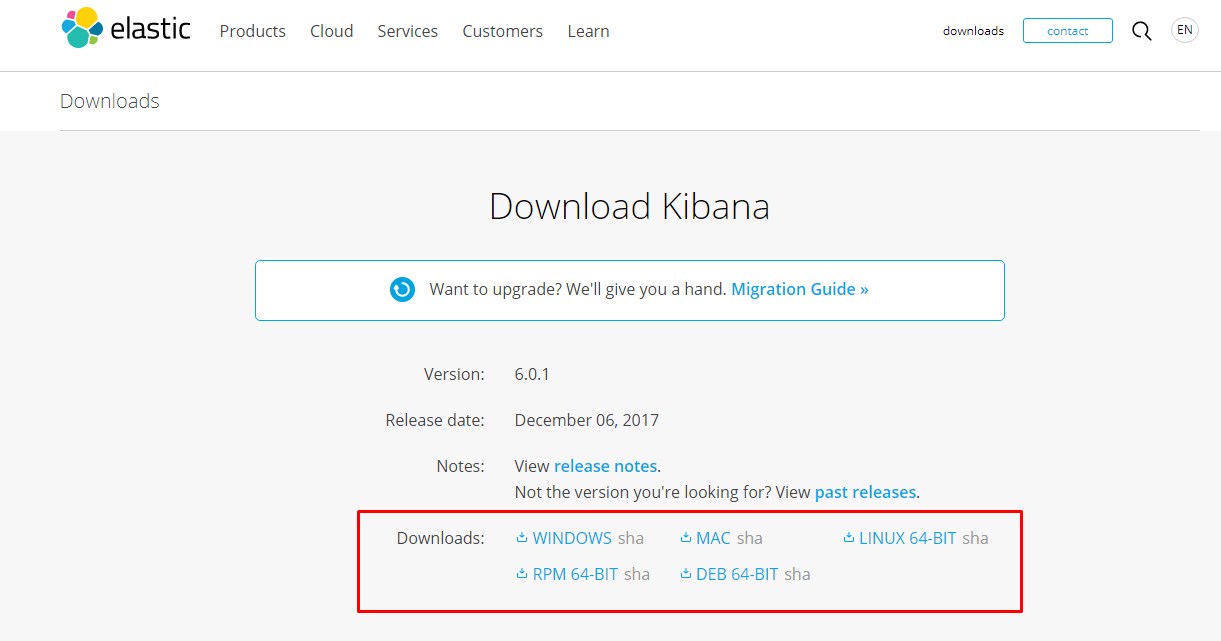 elastic Products Cloud Services Customers Learn downloads contact EN
Downloads
Download Kibana
Want to upgrade? We'll give you a hand. Migration Guide »
Version: 6.0.1
Release date: December 06, 2017
Notes: View release notes.
Not the version you're looking for? View past releases.
Downloads: WINDOWS sha MAC sha LINUX 64-BIT sha
RPM 64-BIT sha DEB 64-BIT sha